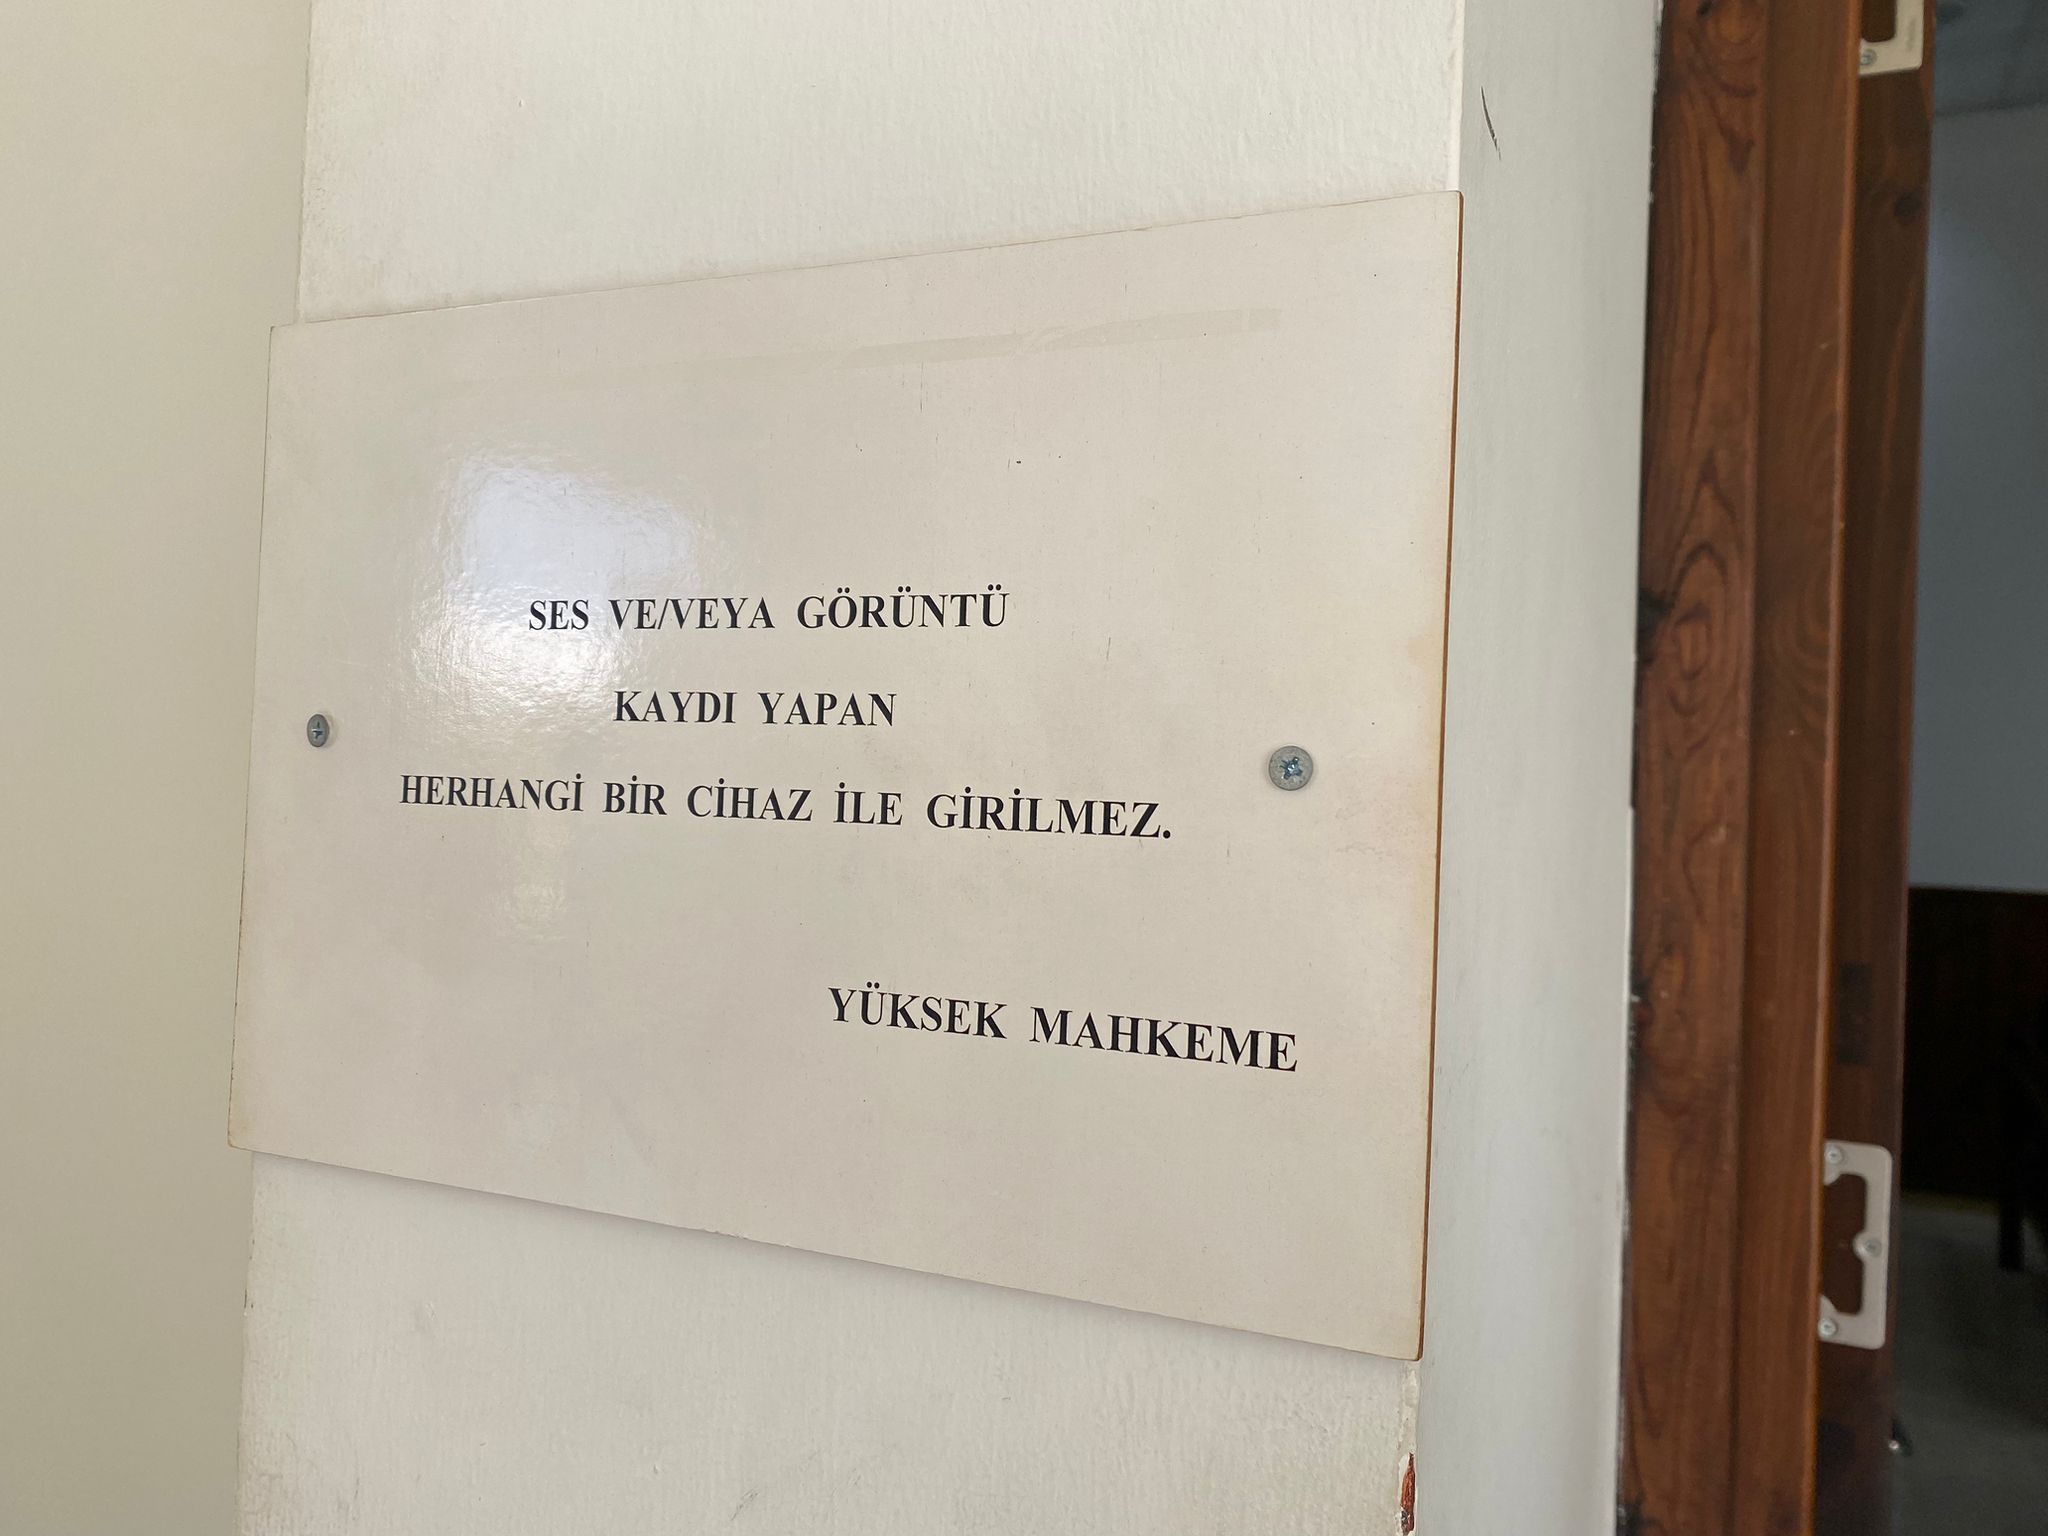 SES VE/VEYA GÖRÜNTÜ
KAYDI YAPAN
HERHANGİ BİR CİHAZ İLE GİRİLMEZ.
YÜKSEK MAHKEME